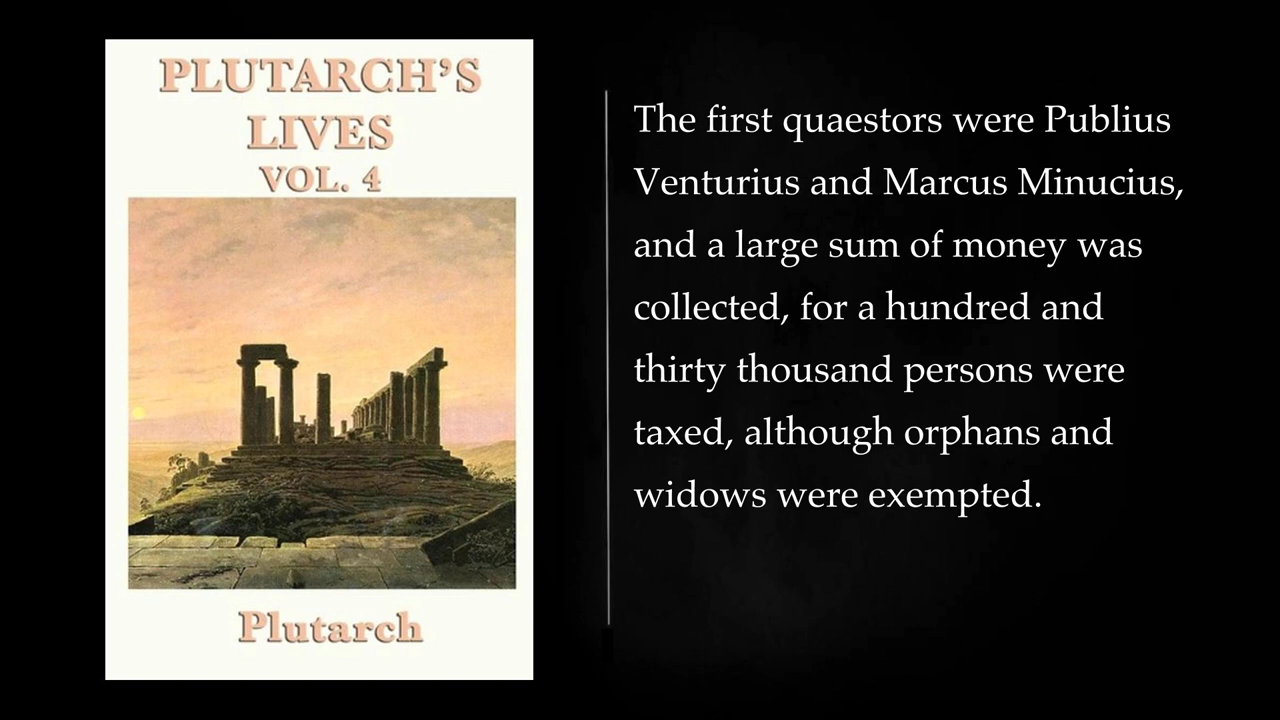 PLUTARCH'S
LIVES
VOL. 4
Plutarch
The first quaestors were Publius
Venturius and Marcus Minucius,
and a large sum of money was
collected, for a hundred and
thirty thousand persons were
taxed, although orphans and
widows were exempted.